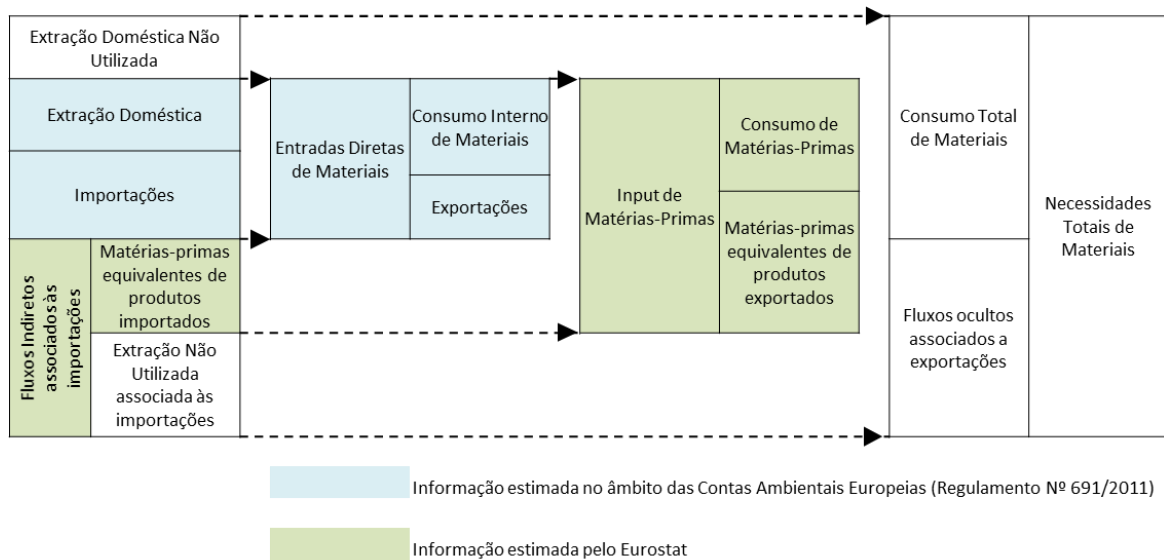 Extração Doméstica Não
Utilizada
Extração Doméstica
Importações
Fluxos Indiretos
associados às
importações
Matérias-primas
equivalentes de
produtos
importados
Extração Não
Utilizada
associada às
importações
Entradas Diretas
de Materiais
Consumo Interno
de Materiais
Exportações
Input de
Matérias-Primas
Consumo de
Matérias-Primas
Matérias-primas
equivalentes de
produtos
exportados
Consumo Total
de Materiais
Fluxos ocultos
associados a
exportações
Necessidades
Totais de
Materiais
Informação estimada no âmbito das Contas Ambientais Europeias (Regulamento Nº 691/2011)
Informação estimada pelo Eurostat